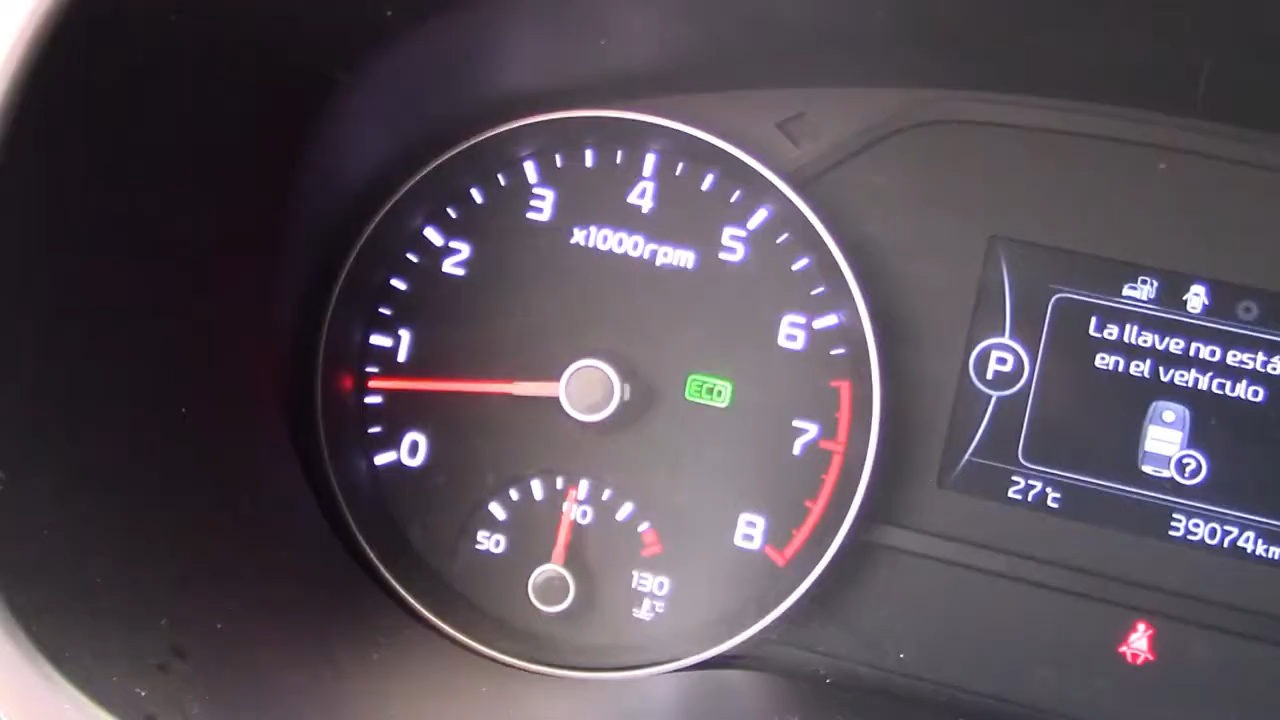 0
1
2
3
4
5
6
7
8
x1000rpm
ECO
50
90
130
°C
P
La llave no está
en el vehículo
?
27°C
39074km